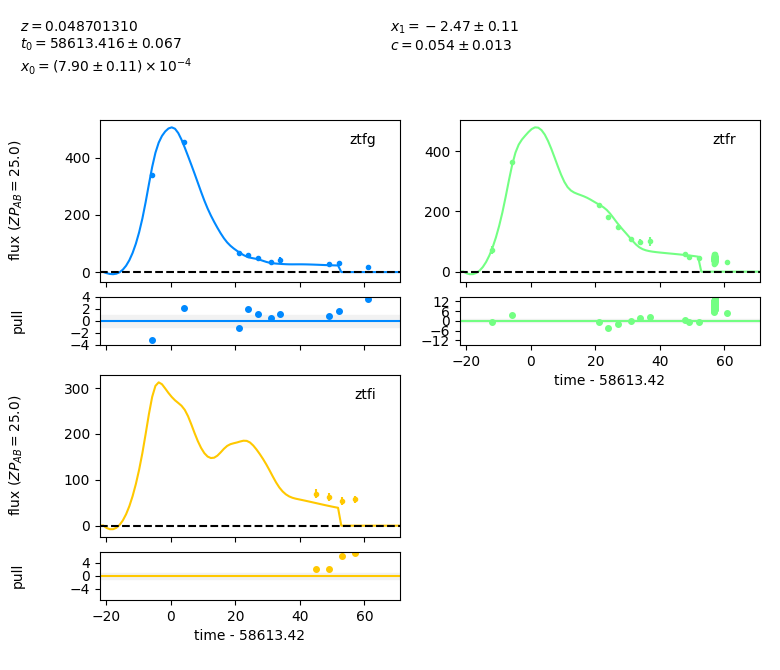 z = 0.048701310
t₀ = 58613.416 ± 0.067
x₀ = (7.90 ± 0.11) × 10⁻⁴
x₁ = −2.47 ± 0.11
c = 0.054 ± 0.013
ztfg
flux (ZP_AB = 25.0)
400
200
0
ztfr
400
200
0
pull
4
2
0
−2
−4
12
6
0
−6
−12
−20 0 20 40 60
time - 58613.42
ztfi
flux (ZP_AB = 25.0)
300
200
100
0
pull
4
0
−4
−20 0 20 40 60
time - 58613.42